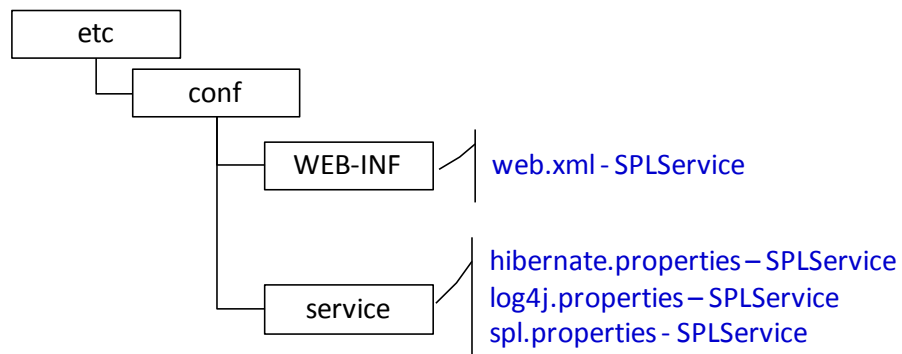 etc
conf
WEB-INF
web.xml - SPLService
hibernate.properties – SPLService
log4j.properties – SPLService
spl.properties - SPLService
service